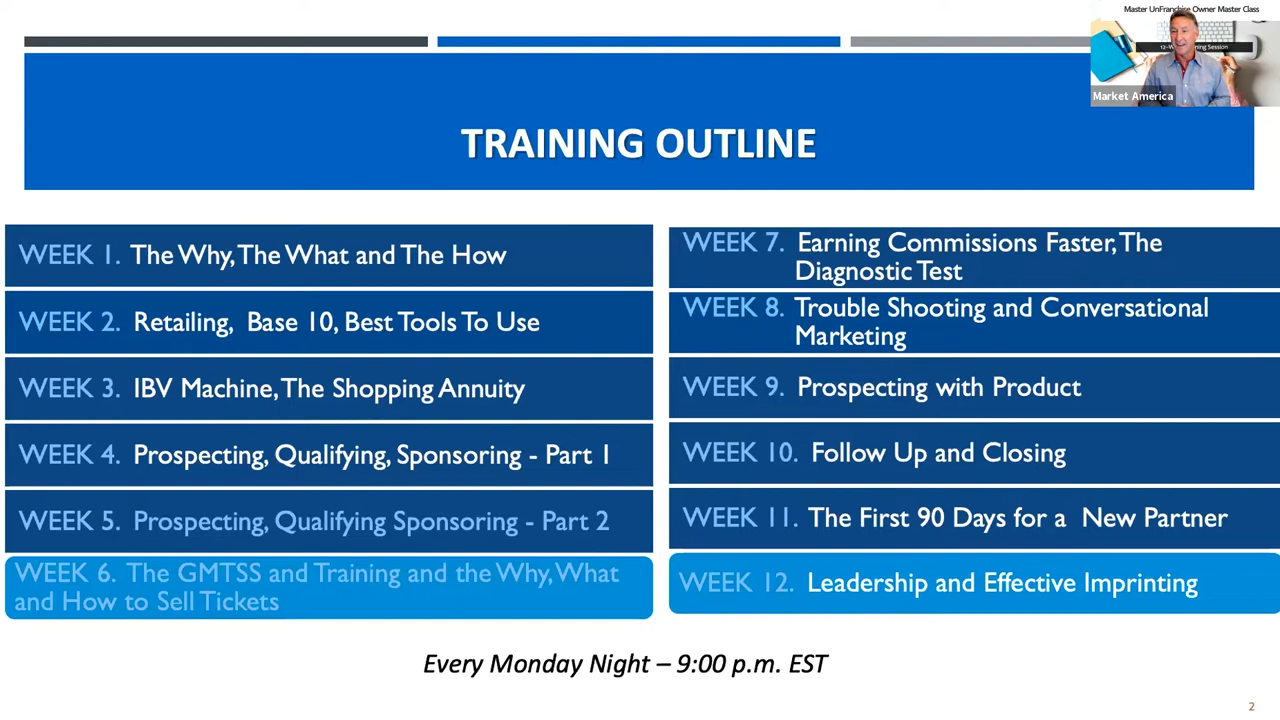 Master UnFranchise Owner Master Class
Market America
TRAINING OUTLINE
WEEK 1. The Why, The What and The How
WEEK 2. Retailing, Base 10, Best Tools To Use
WEEK 3. IBV Machine, The Shopping Annuity
WEEK 4. Prospecting, Qualifying, Sponsoring - Part 1
WEEK 5. Prospecting, Qualifying Sponsoring - Part 2
WEEK 6. The GMTSS and Training and the Why, What
and How to Sell Tickets
WEEK 7. Earning Commissions Faster, The
Diagnostic Test
WEEK 8. Trouble Shooting and Conversational
Marketing
WEEK 9. Prospecting with Product
WEEK 10. Follow Up and Closing
WEEK 11. The First 90 Days for a New Partner
WEEK 12. Leadership and Effective Imprinting
Every Monday Night – 9:00 p.m. EST
2